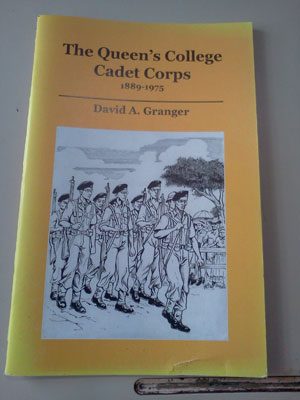 The Queen's College
Cadet Corps
1889-1975
David A. Granger